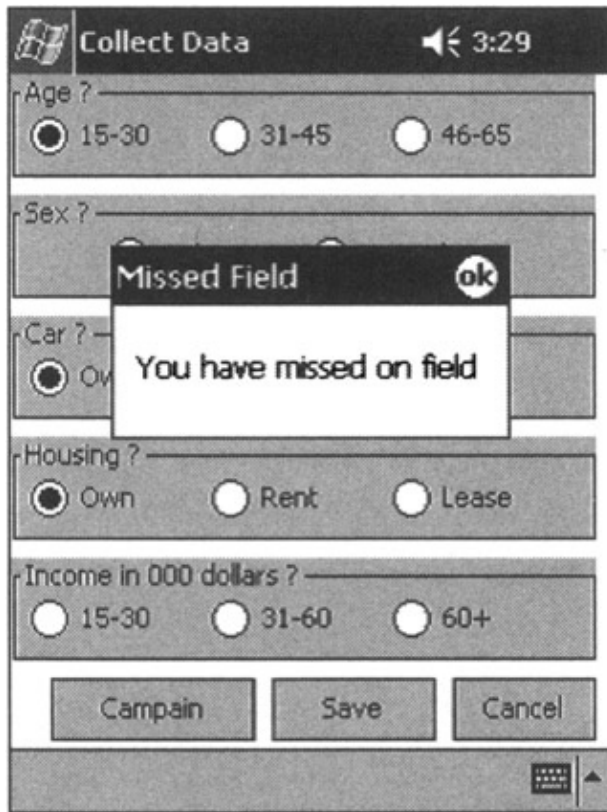 Collect Data 3:29
Age ?
15-30 31-45 46-65
Sex ?
Missed Field ok
Car ?
You have missed on field
Housing ?
Own Rent Lease
Income in 000 dollars ?
15-30 31-60 60+
Campain Save Cancel